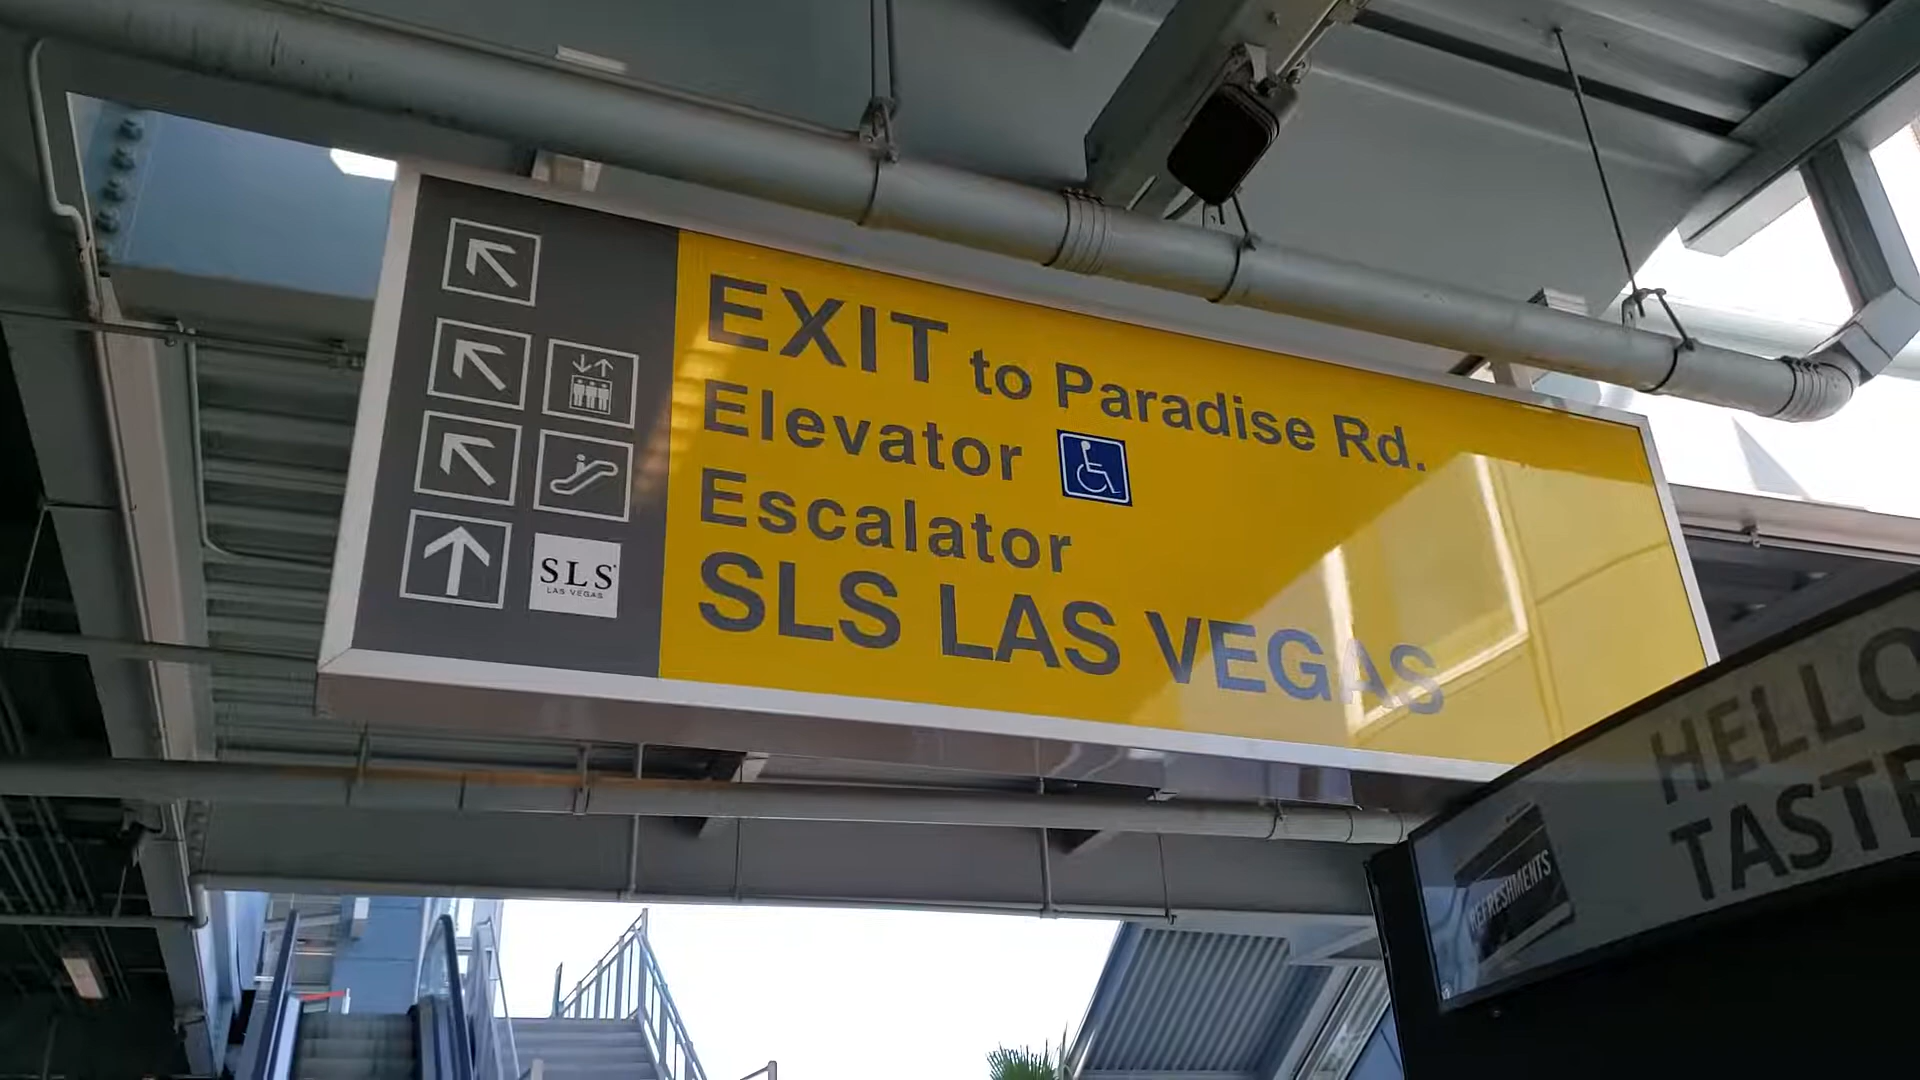 EXIT to Paradise Rd.
Elevator
Escalator
SLS LAS VEGAS
SLS
LAS VEGAS
HELLO
TASTE
REFRESHMENTS